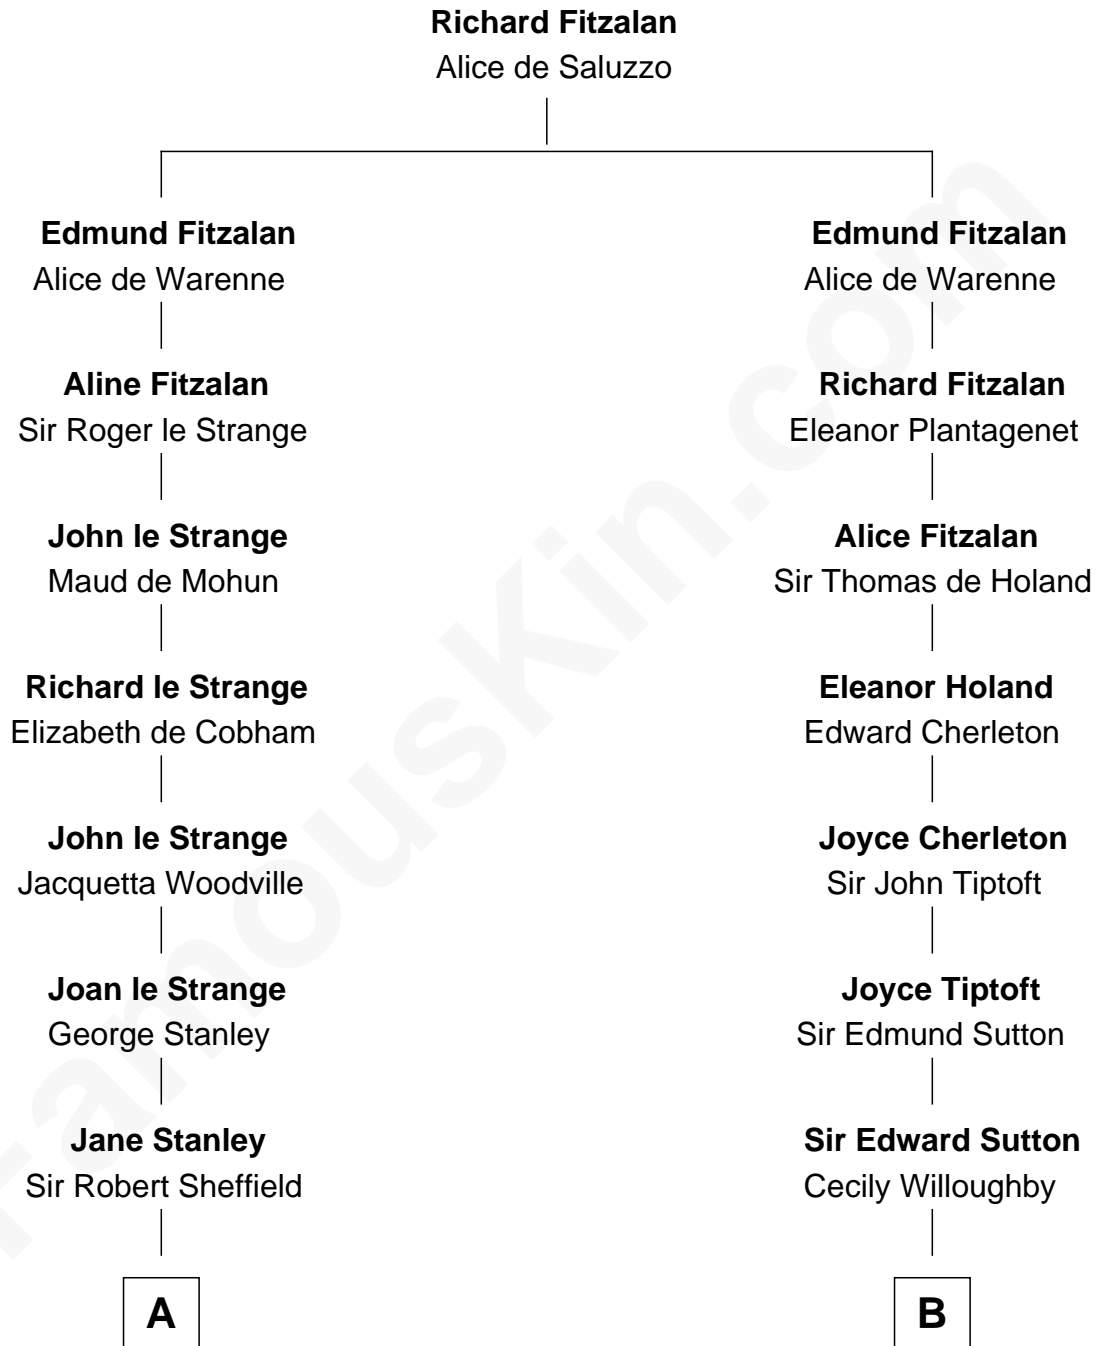 Richard Fitzalan
Alice de Saluzzo
Edmund Fitzalan
Alice de Warenne
Edmund Fitzalan
Alice de Warenne
Aline Fitzalan
Sir Roger le Strange
Richard Fitzalan
Eleanor Plantagenet
John le Strange
Maud de Mohun
Alice Fitzalan
Sir Thomas de Holand
Richard le Strange
Elizabeth de Cobham
Eleanor Holand
Edward Cherleton
John le Strange
Jacquetta Woodville
Joyce Cherleton
Sir John Tiptoft
Joan le Strange
George Stanley
Joyce Tiptoft
Sir Edmund Sutton
Jane Stanley
Sir Robert Sheffield
Sir Edward Sutton
Cecily Willoughby
A
B
FamousKin.com